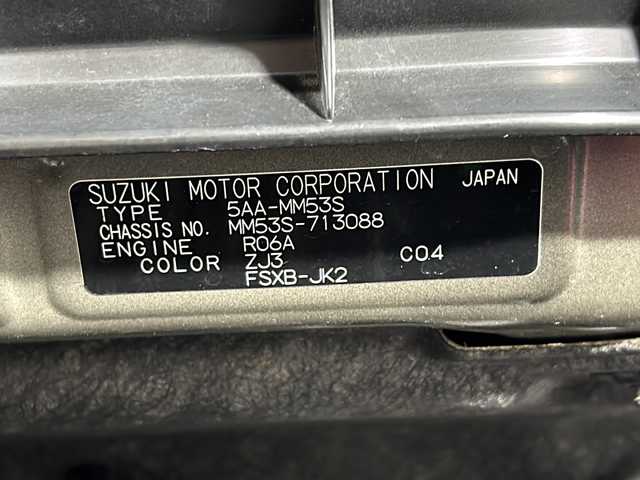 SUZUKI MOTOR CORPORATION JAPAN
TYPE 5AA-MM53S
CHASSIS NO. MM53S-713088
ENGINE R06A
COLOR ZJ3 C04
FSXB-JK2